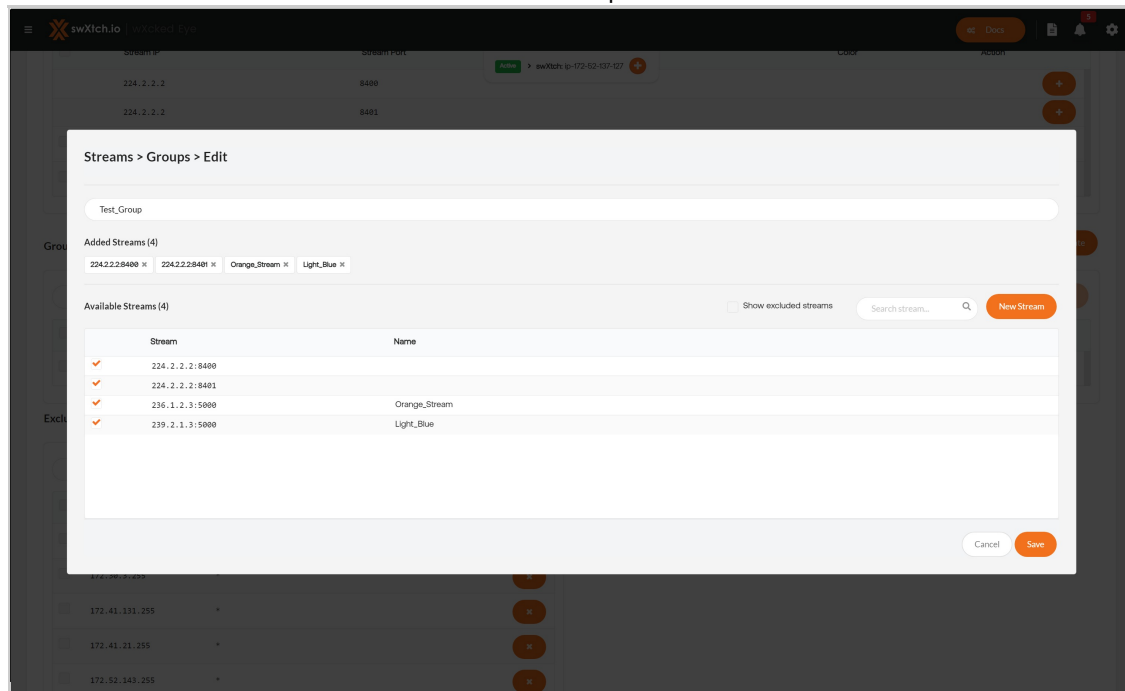 swXtch.io | wXcked Eye
Docs
5
Stream IP Stream Port Color Action
Active > swXtch: ip-172-52-137-127
224.2.2.2 8400
224.2.2.2 8401
Streams > Groups > Edit
Test_Group
Added Streams (4)
224.2.2.2:8400 × 224.2.2.2:8401 × Orange_Stream × Light_Blue ×
Available Streams (4) Show excluded streams Search stream... New Stream
Stream Name
224.2.2.2:8400
224.2.2.2:8401
236.1.2.3:5000 Orange_Stream
239.2.1.3:5000 Light_Blue
Cancel Save
172.30.3.255 *
172.41.131.255 *
172.41.21.255 *
172.52.143.255 *